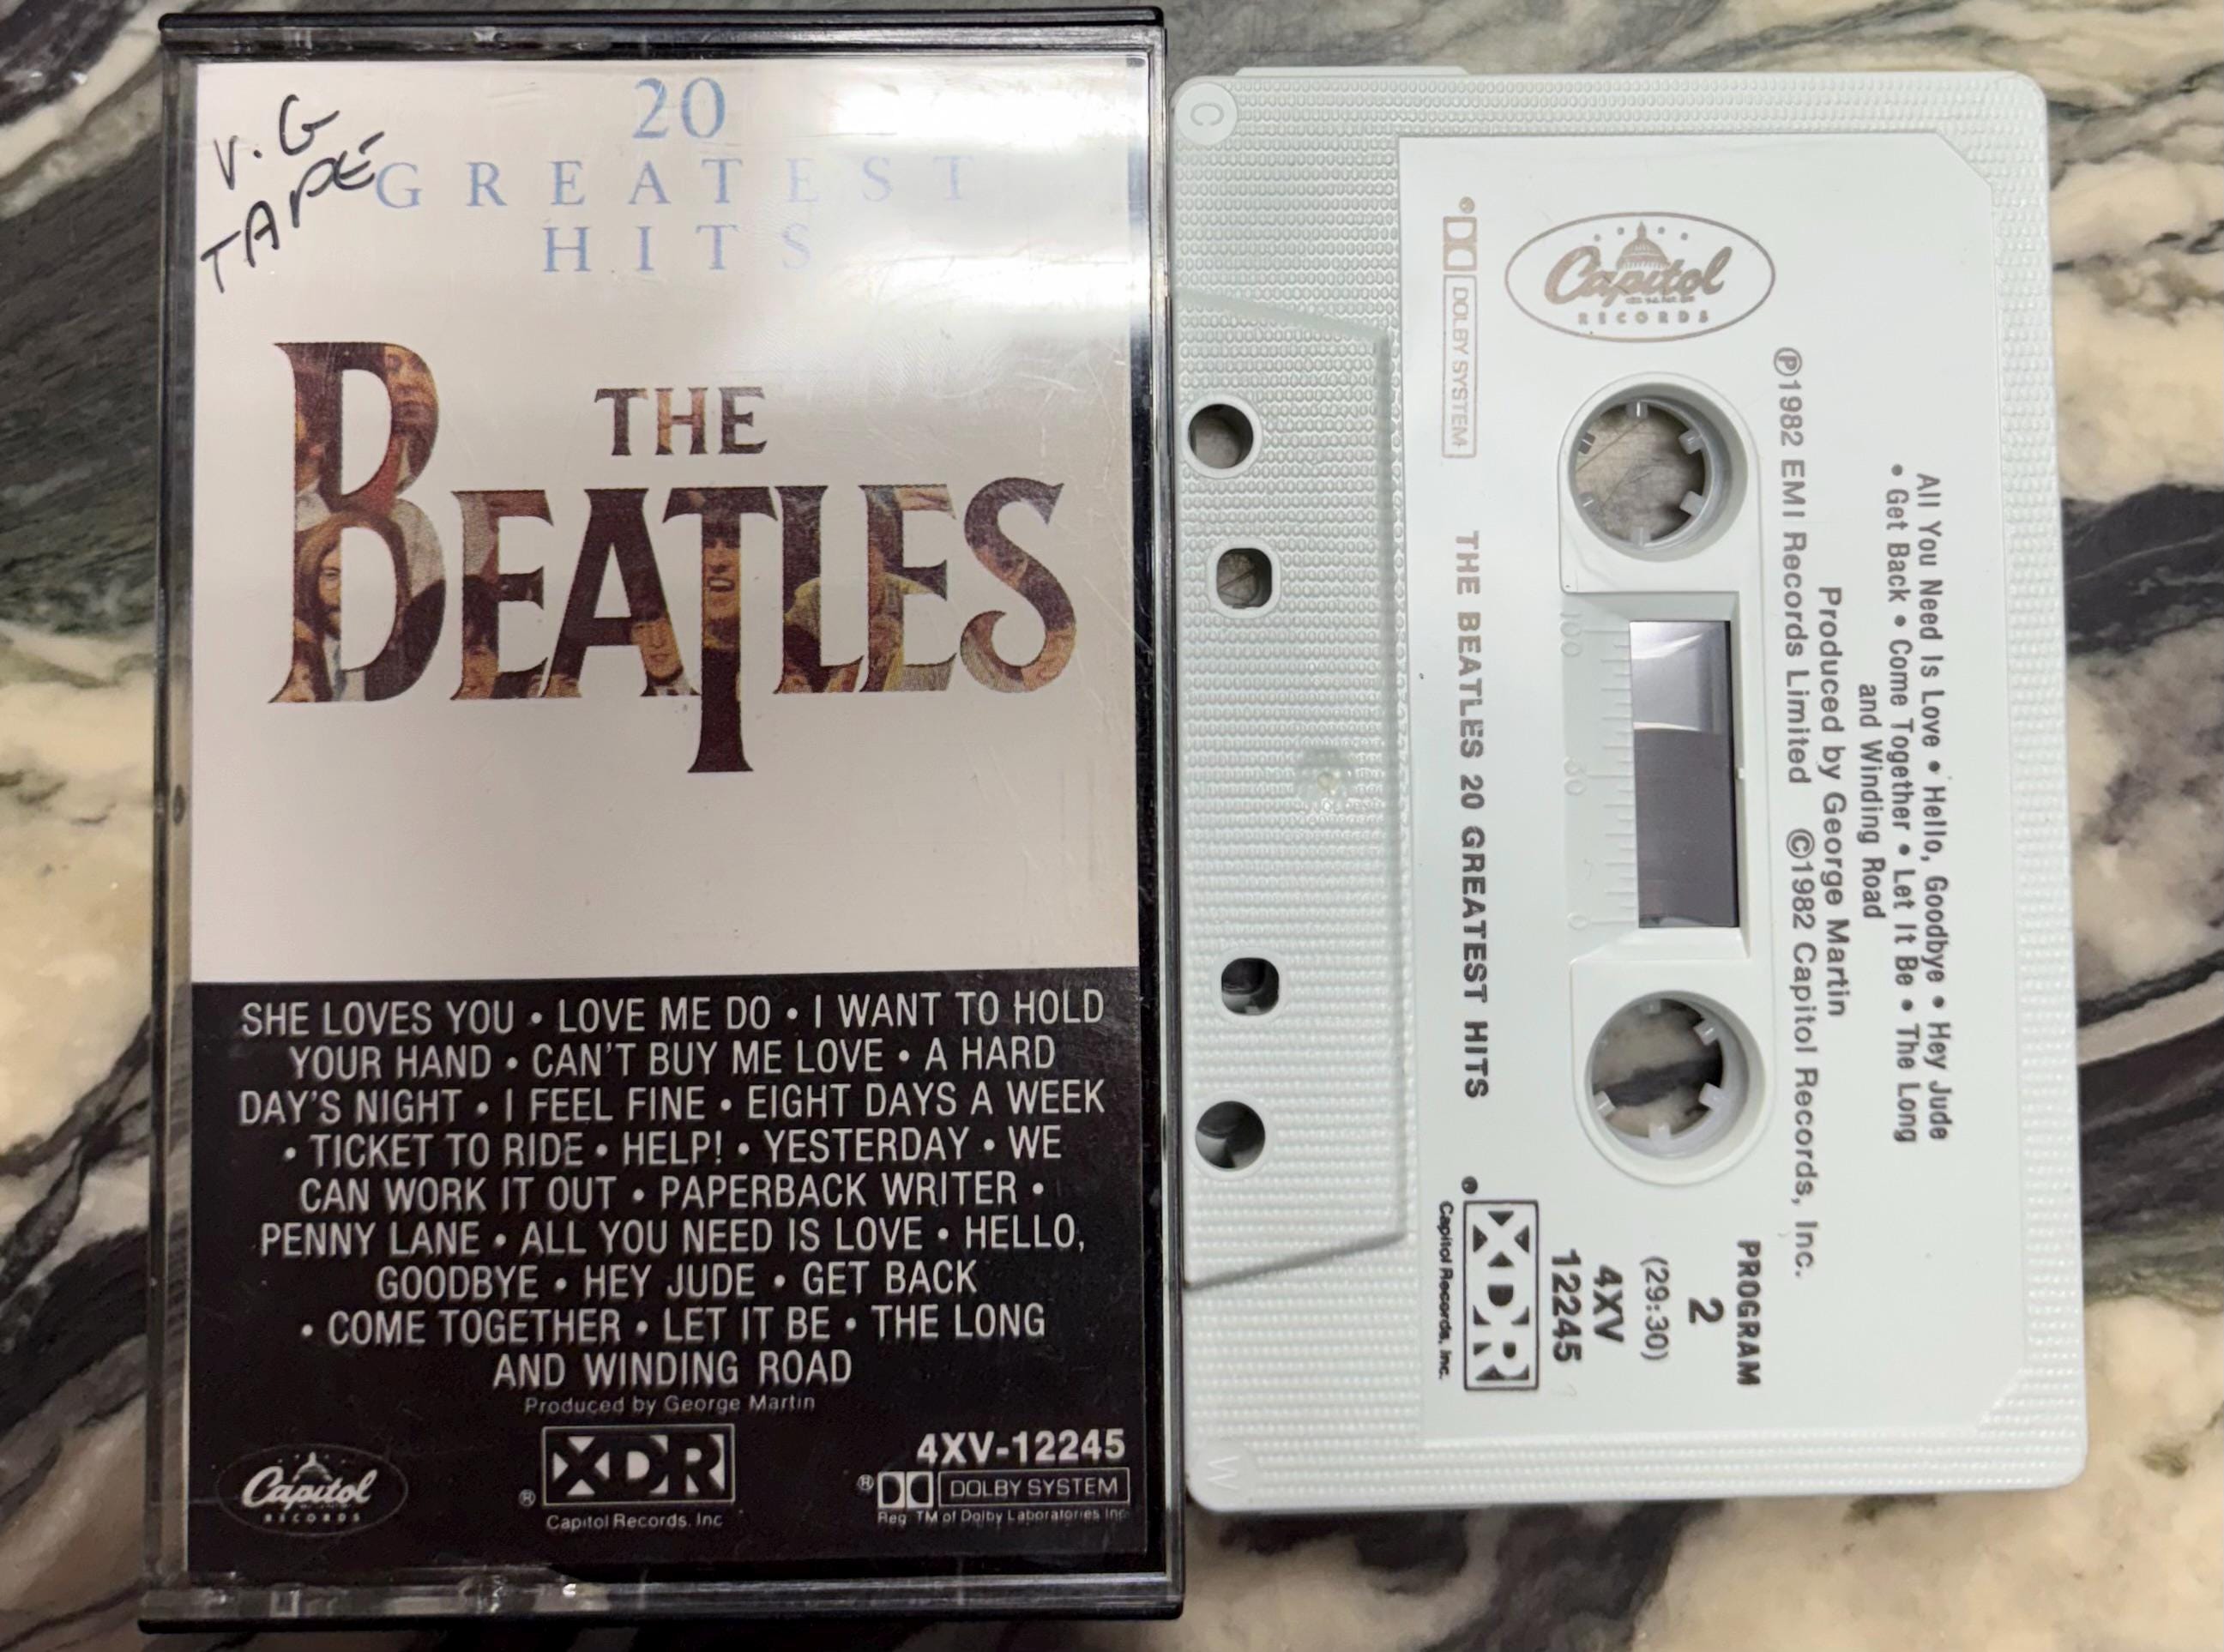 V.G
TAPE
20
GREATEST
HITS
THE
BEATLES
SHE LOVES YOU • LOVE ME DO • I WANT TO HOLD
YOUR HAND • CAN'T BUY ME LOVE • A HARD
DAY'S NIGHT • I FEEL FINE • EIGHT DAYS A WEEK
• TICKET TO RIDE • HELP! • YESTERDAY • WE
CAN WORK IT OUT • PAPERBACK WRITER •
PENNY LANE • ALL YOU NEED IS LOVE • HELLO,
GOODBYE • HEY JUDE • GET BACK
• COME TOGETHER • LET IT BE • THE LONG
AND WINDING ROAD
Produced by George Martin
Capitol
RECORDS
® XDR
Capitol Records, Inc
4XV-12245
® DOLBY SYSTEM
Reg TM of Dolby Laboratories Inc
C
W
All You Need Is Love • Hello, Goodbye • Hey Jude
• Get Back • Come Together • Let It Be • The Long
and Winding Road
Produced by George Martin
℗1982 EMI Records Limited ©1982 Capitol Records, Inc.
Capitol
RECORDS
100 50 0
PROGRAM
2
(29:30)
4XV
12245
DOLBY SYSTEM
THE BEATLES 20 GREATEST HITS
XDR
Capitol Records, Inc.